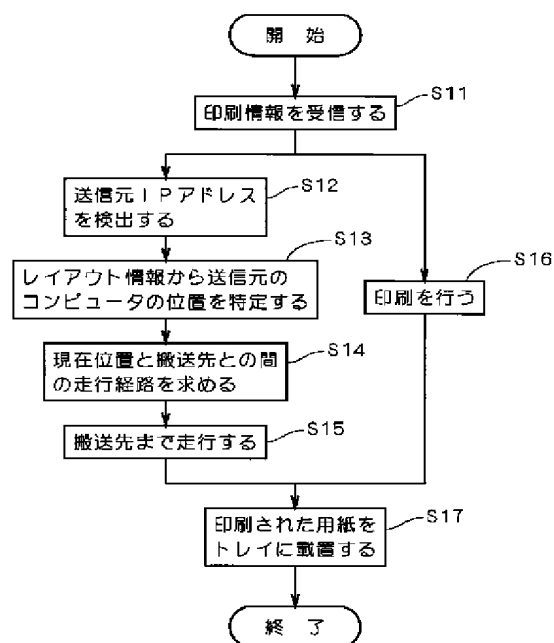 開 始
印刷情報を受信する
S11
送信元IPアドレス
を検出する
S12
レイアウト情報から送信元の
コンピュータの位置を特定する
S13
現在位置と搬送先との間
の走行経路を求める
S14
搬送先まで走行する
S15
印刷を行う
S16
印刷された用紙を
トレイに載置する
S17
終 了